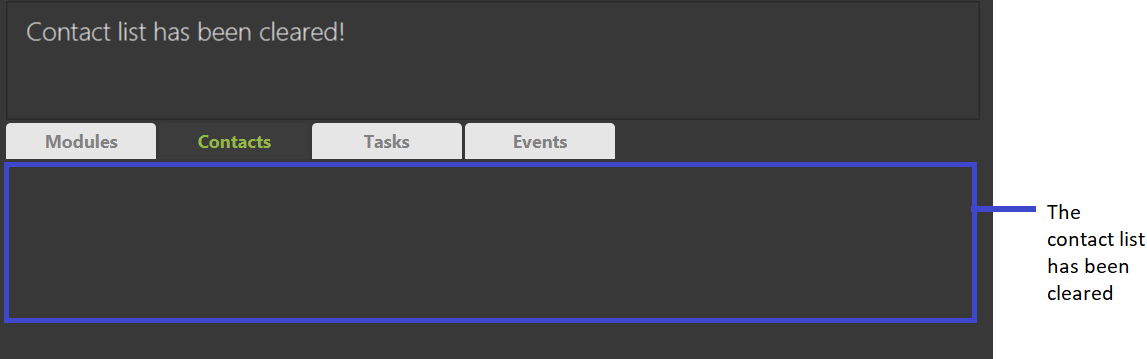 Contact list has been cleared!
Modules Contacts Tasks Events
The
contact list
has been
cleared